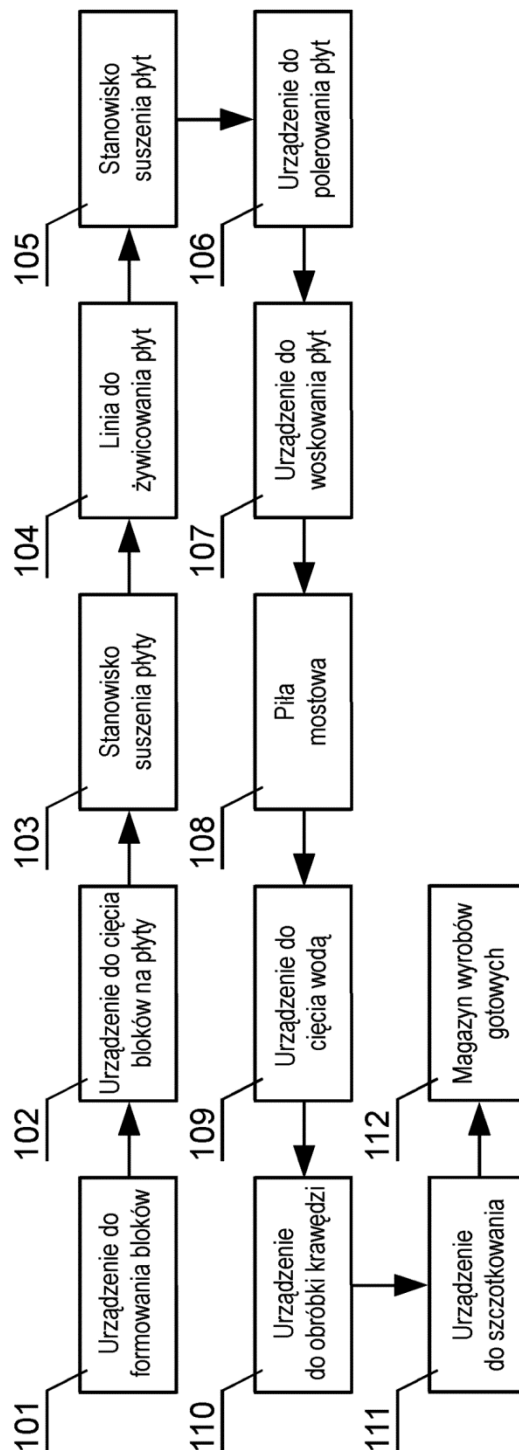 101
Urządzenie do
formowania bloków
102
Urządzenie do cięcia
bloków na płyty
103
Stanowisko
suszenia płyty
104
Linia do
żywicowania płyt
105
Stanowisko
suszenia płyt
106
Urządzenie do
polerowania płyt
107
Urządzenie do
woskowania płyt
108
Piła
mostowa
109
Urządzenie do
cięcia wodą
110
Urządzenie
do obróbki krawędzi
111
Urządzenie
do szczotkowania
112
Magazyn wyrobów
gotowych